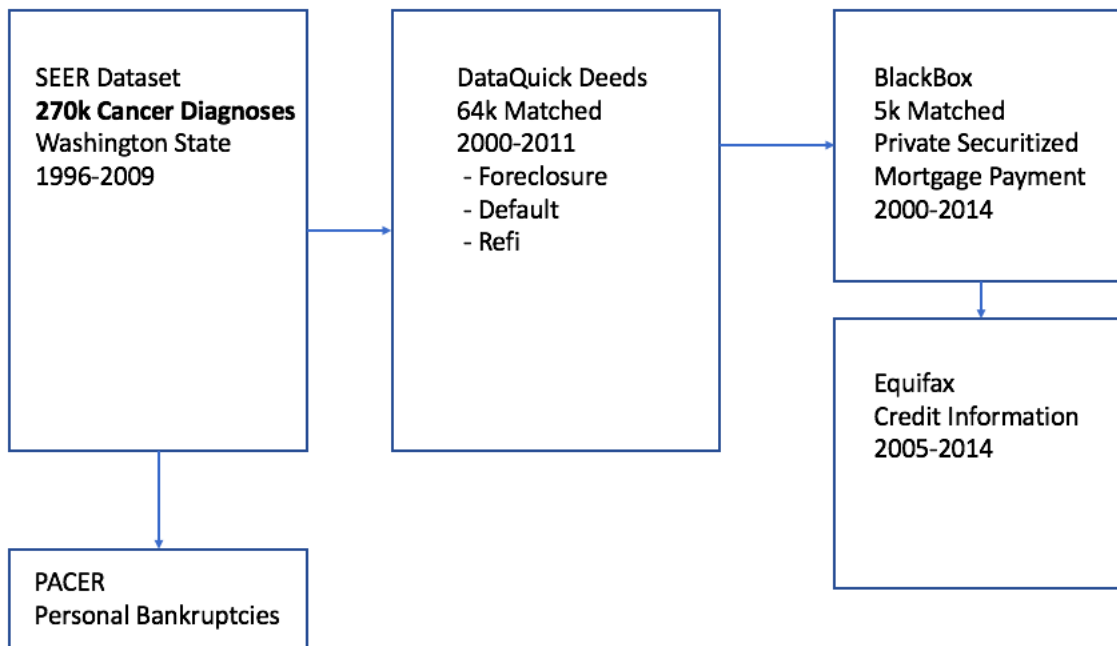 SEER Dataset
270k Cancer Diagnoses
Washington State
1996-2009
DataQuick Deeds
64k Matched
2000-2011
- Foreclosure
- Default
- Refi
BlackBox
5k Matched
Private Securitized
Mortgage Payment
2000-2014
Equifax
Credit Information
2005-2014
PACER
Personal Bankruptcies